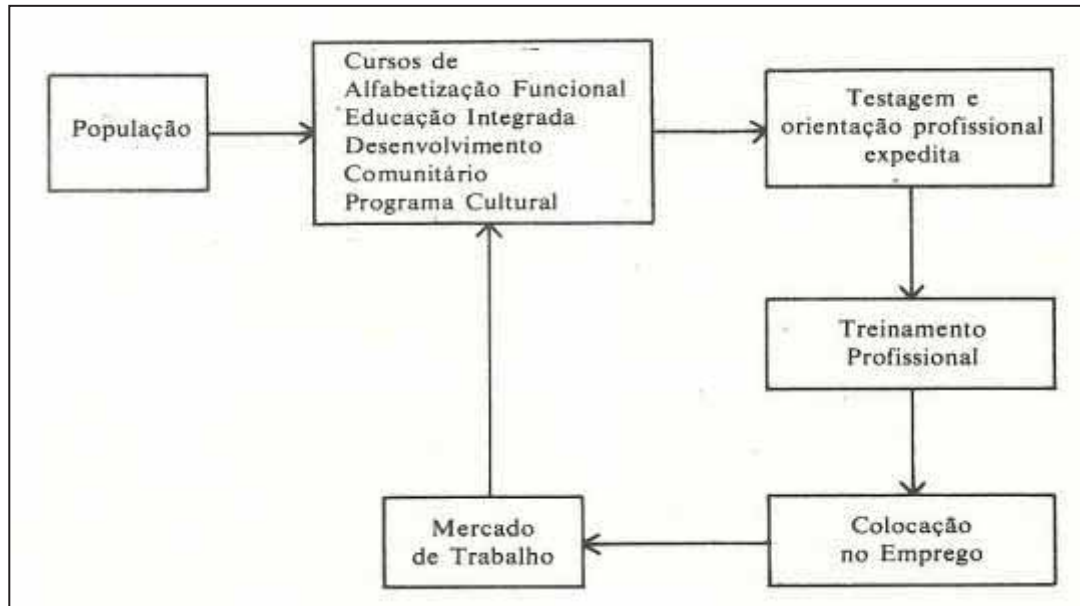 População
Cursos de
Alfabetização Funcional
Educação Integrada
Desenvolvimento
Comunitário
Programa Cultural
Testagem e
orientação profissional
expedita
Treinamento
Profissional
Colocação
no Emprego
Mercado
de Trabalho